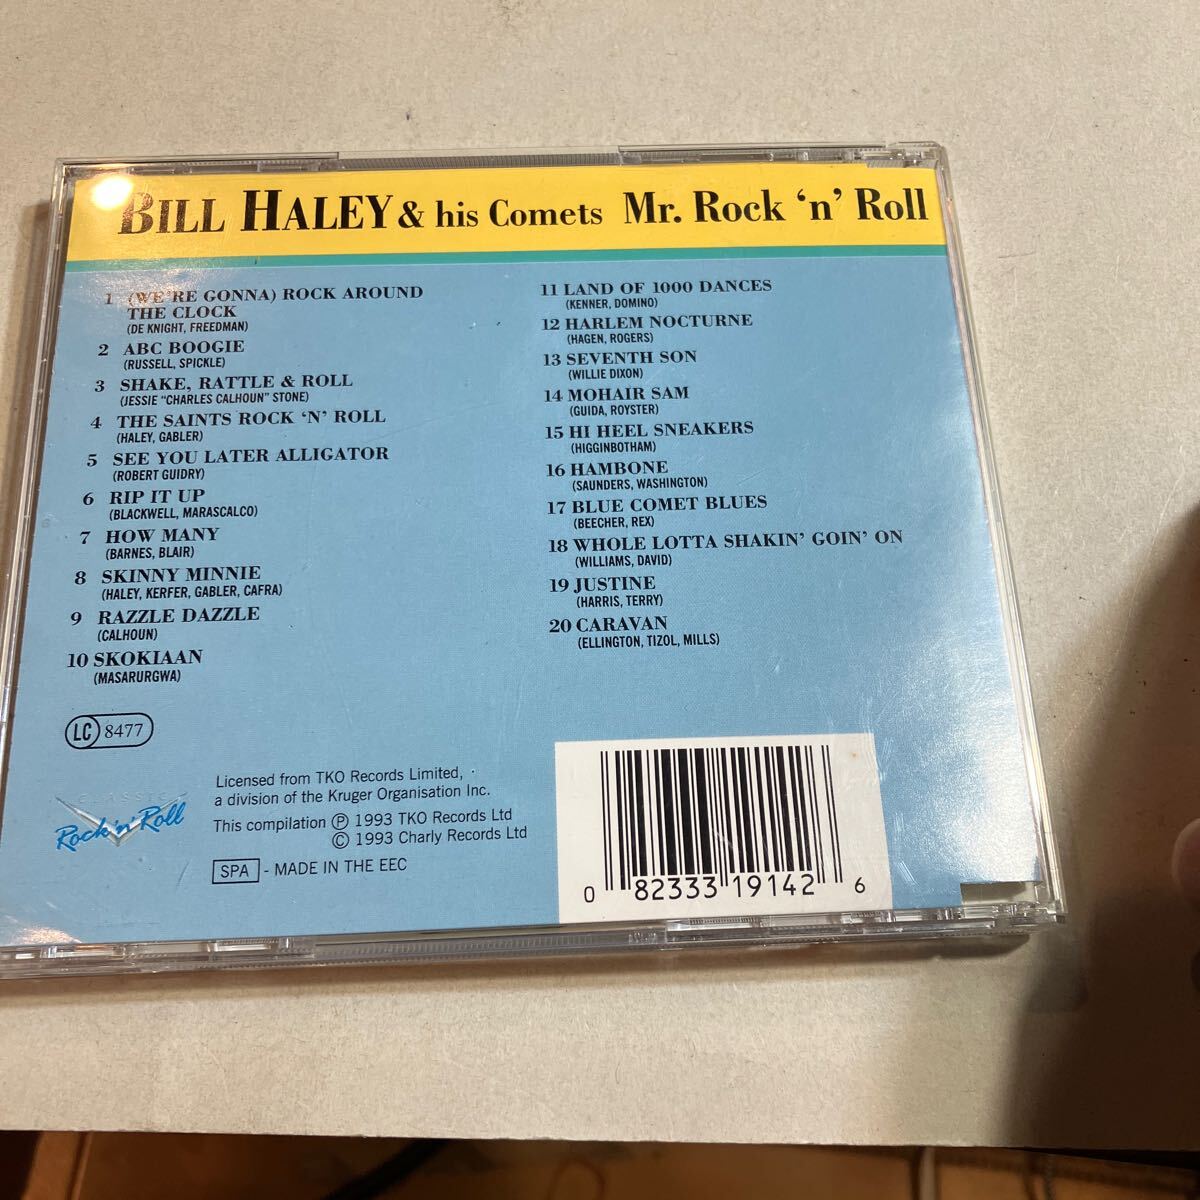 BILL HALEY & his Comets Mr. Rock 'n' Roll
1 (WE'RE GONNA) ROCK AROUND
THE CLOCK
(DE KNIGHT, FREEDMAN)
2 ABC BOOGIE
(RUSSELL, SPICKLE)
3 SHAKE, RATTLE & ROLL
(JESSIE "CHARLES CALHOUN" STONE)
4 THE SAINTS ROCK 'N' ROLL
(HALEY, GABLER)
5 SEE YOU LATER ALLIGATOR
(ROBERT GUIDRY)
6 RIP IT UP
(BLACKWELL, MARASCALCO)
7 HOW MANY
(BARNES, BLAIR)
8 SKINNY MINNIE
(HALEY, KERFER, GABLER, CAFRA)
9 RAZZLE DAZZLE
(CALHOUN)
10 SKOKIAAN
(MASARURGWA)
11 LAND OF 1000 DANCES
(KENNER, DOMINO)
12 HARLEM NOCTURNE
(HAGEN, ROGERS)
13 SEVENTH SON
(WILLIE DIXON)
14 MOHAIR SAM
(GUIDA, ROYSTER)
15 HI HEEL SNEAKERS
(HIGGINBOTHAM)
16 HAMBONE
(SAUNDERS, WASHINGTON)
17 BLUE COMET BLUES
(BEECHER, REX)
18 WHOLE LOTTA SHAKIN' GOIN' ON
(WILLIAMS, DAVID)
19 JUSTINE
(HARRIS, TERRY)
20 CARAVAN
(ELLINGTON, TIZOL, MILLS)
LC 8477
CLASSIC
Rock 'n' Roll
Licensed from TKO Records Limited,
a division of the Kruger Organisation Inc.
This compilation ℗ 1993 TKO Records Ltd
© 1993 Charly Records Ltd
SPA - MADE IN THE EEC
0 82333 19142 6